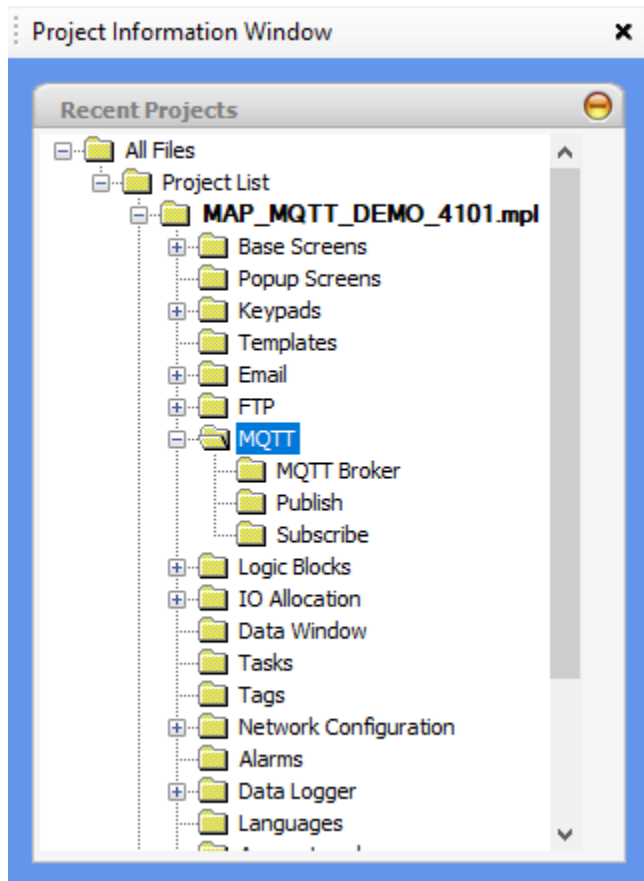 Project Information Window
Recent Projects
All Files
Project List
MAP_MQTT_DEMO_4101.mpl
Base Screens
Popup Screens
Keypads
Templates
Email
FTP
MQTT
MQTT Broker
Publish
Subscribe
Logic Blocks
IO Allocation
Data Window
Tasks
Tags
Network Configuration
Alarms
Data Logger
Languages